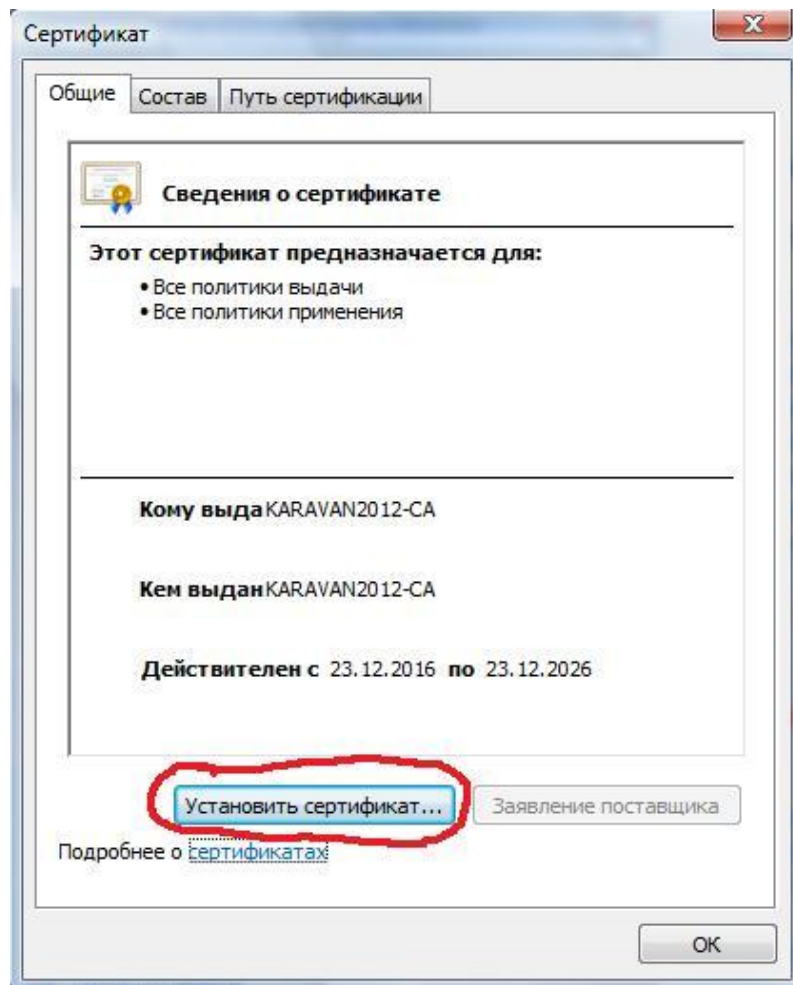 Сертификат
Общие Состав Путь сертификации
Сведения о сертификате
Этот сертификат предназначается для:
• Все политики выдачи
• Все политики применения
Кому выда KARAVAN2012-CA
Кем выдан KARAVAN2012-CA
Действителен с 23.12.2016 по 23.12.2026
Установить сертификат... Заявление поставщика
Подробнее о сертификатах
ОК